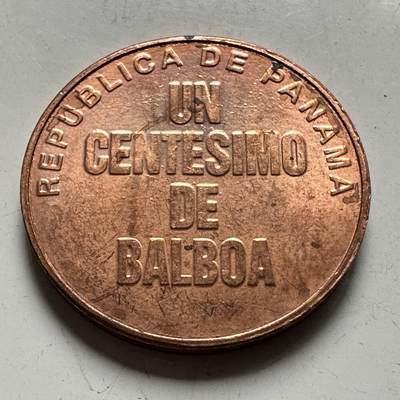 REPUBLICA DE PANAMA
UN
CENTESIMO
DE
BALBOA